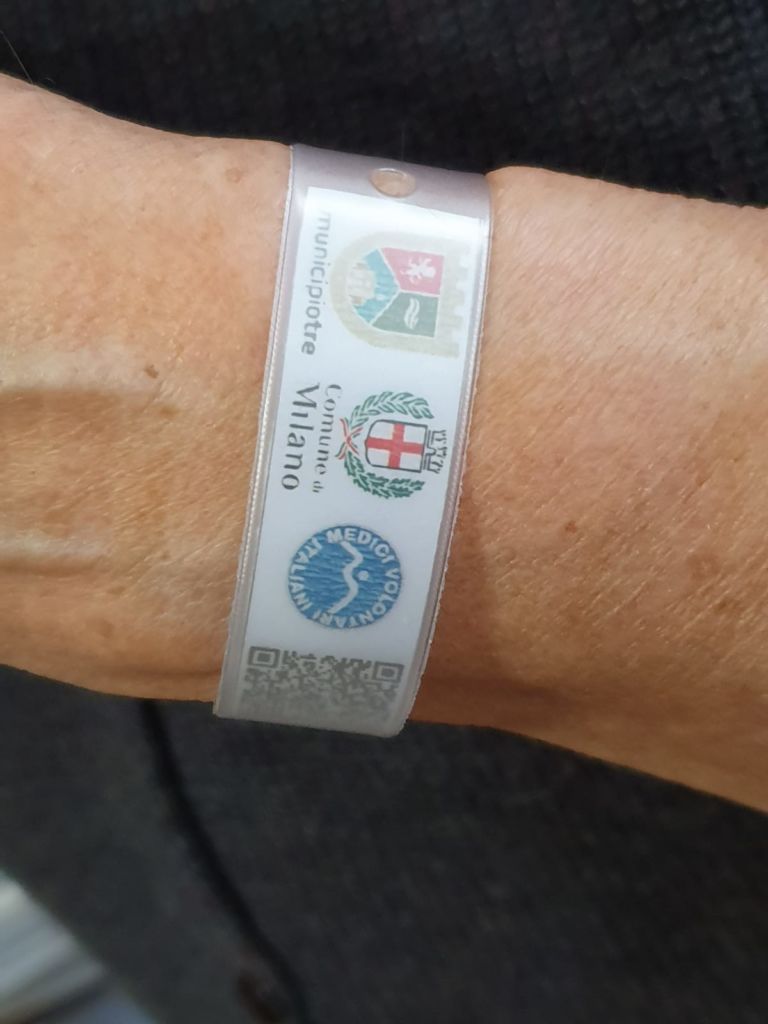 municipiotre
Comune di
Milano
MEDICI VOLONTARI ITALIANI